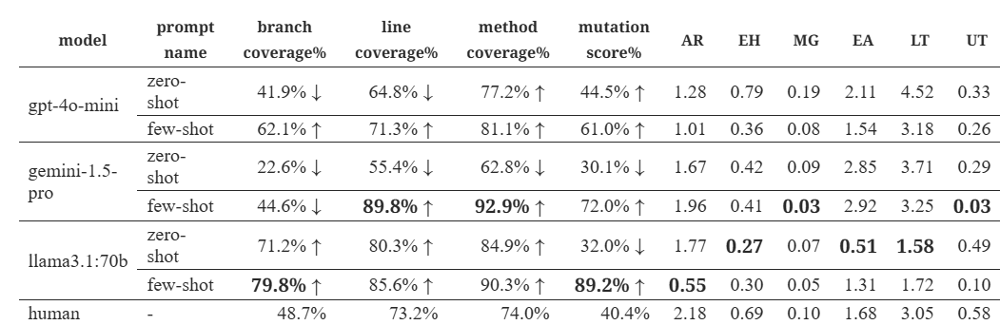 model prompt name branch coverage% line coverage% method coverage% mutation score% AR EH MG EA LT UT
gpt-4o-mini zero-shot 41.9% ↓ 64.8% ↓ 77.2% ↑ 44.5% ↑ 1.28 0.79 0.19 2.11 4.52 0.33
few-shot 62.1% ↑ 71.3% ↑ 81.1% ↑ 61.0% ↑ 1.01 0.36 0.08 1.54 3.18 0.26
gemini-1.5-pro zero-shot 22.6% ↓ 55.4% ↓ 62.8% ↓ 30.1% ↓ 1.67 0.42 0.09 2.85 3.71 0.29
few-shot 44.6% ↓ 89.8% ↑ 92.9% ↑ 72.0% ↑ 1.96 0.41 0.03 2.92 3.25 0.03
llama3.1:70b zero-shot 71.2% ↑ 80.3% ↑ 84.9% ↑ 32.0% ↓ 1.77 0.27 0.07 0.51 1.58 0.49
few-shot 79.8% ↑ 85.6% ↑ 90.3% ↑ 89.2% ↑ 0.55 0.30 0.05 1.31 1.72 0.10
human - 48.7% 73.2% 74.0% 40.4% 2.18 0.69 0.10 1.68 3.05 0.58